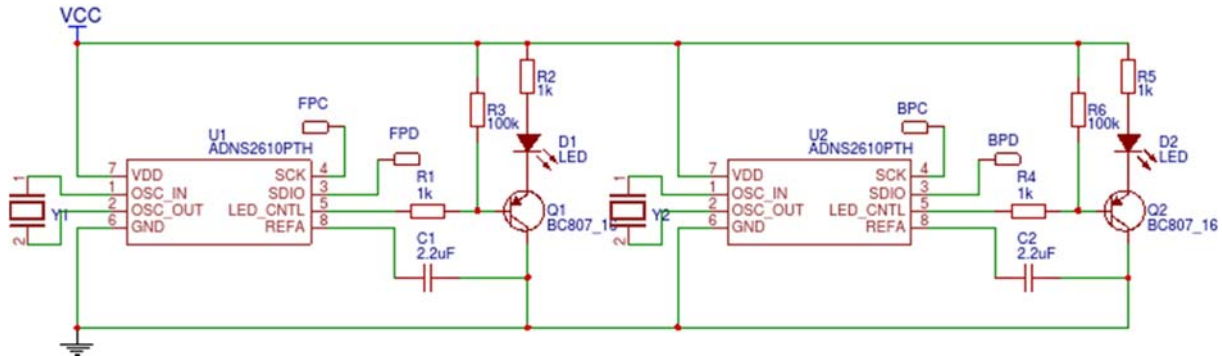 VCC
R2
1k
R5
1k
FPC
R3
100k
BPC
R6
100k
U1
ADNS2610PTH
FPD
D1
LED
U2
ADNS2610PTH
BPD
D2
LED
7 VDD SCK 4
1 OSC_IN SDIO 3
2 OSC_OUT LED_CNTL 5
6 GND REFA 8
R1
1k
7 VDD SCK 4
1 OSC_IN SDIO 3
2 OSC_OUT LED_CNTL 5
6 GND REFA 8
R4
1k
1
Y1
2
Q1
BC807_16
1
Y2
2
Q2
BC807_16
C1
2.2uF
C2
2.2uF